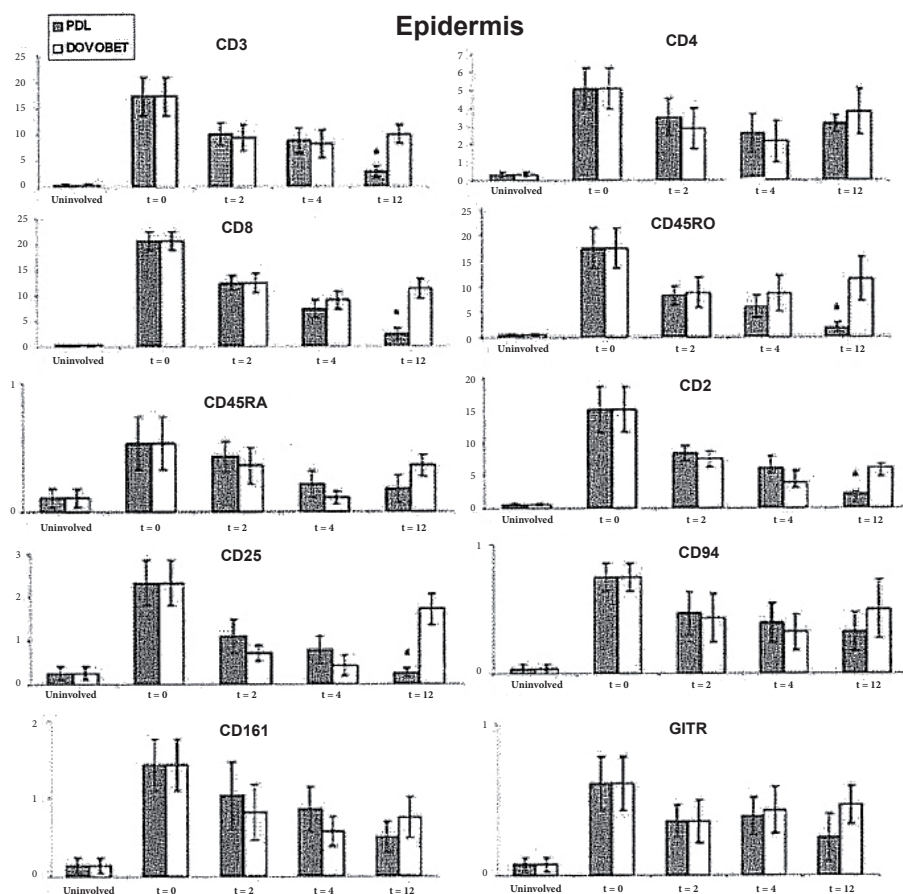 Epidermis
PDL
DOVOBET
CD3
25
20
15
10
5
0
Uninvolved t = 0 t = 2 t = 4 t = 12
*
CD4
7
6
5
4
3
2
1
0
Uninvolved t = 0 t = 2 t = 4 t = 12
CD8
25
20
15
10
5
0
Uninvolved t = 0 t = 2 t = 4 t = 12
*
CD45RO
25
20
15
10
5
0
Uninvolved t = 0 t = 2 t = 4 t = 12
*
CD45RA
1
0
Uninvolved t = 0 t = 2 t = 4 t = 12
CD2
20
15
10
5
0
Uninvolved t = 0 t = 2 t = 4 t = 12
*
CD25
3
2
1
0
Uninvolved t = 0 t = 2 t = 4 t = 12
*
CD94
1
0
Uninvolved t = 0 t = 2 t = 4 t = 12
CD161
2
1
0
Uninvolved t = 0 t = 2 t = 4 t = 12
GITR
1
0
Uninvolved t = 0 t = 2 t = 4 t = 12